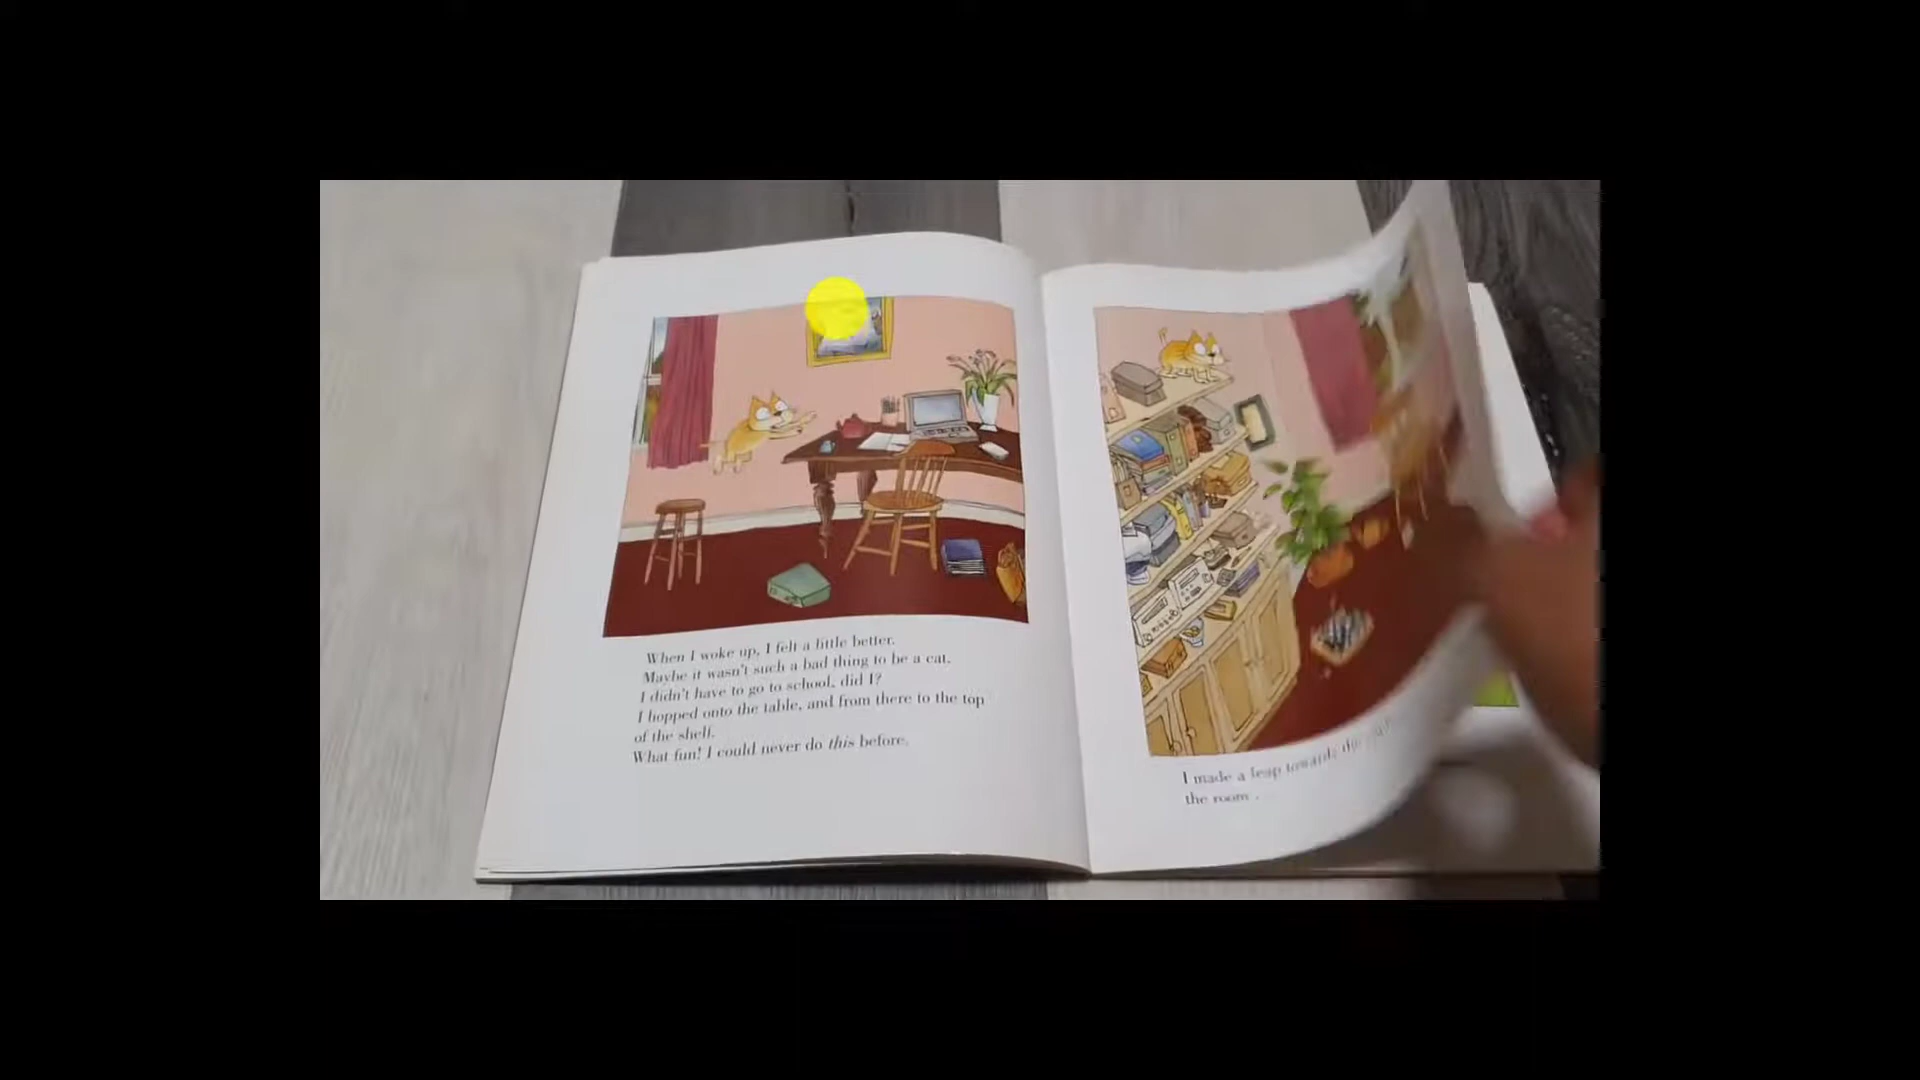 When I woke up, I felt a little better.
Maybe it wasn't such a bad thing to be a cat.
I didn't have to go to school, did I?
I hopped onto the table, and from there to the top
of the shelf.
What fun! I could never do this before.
I made a leap towards the
the room .